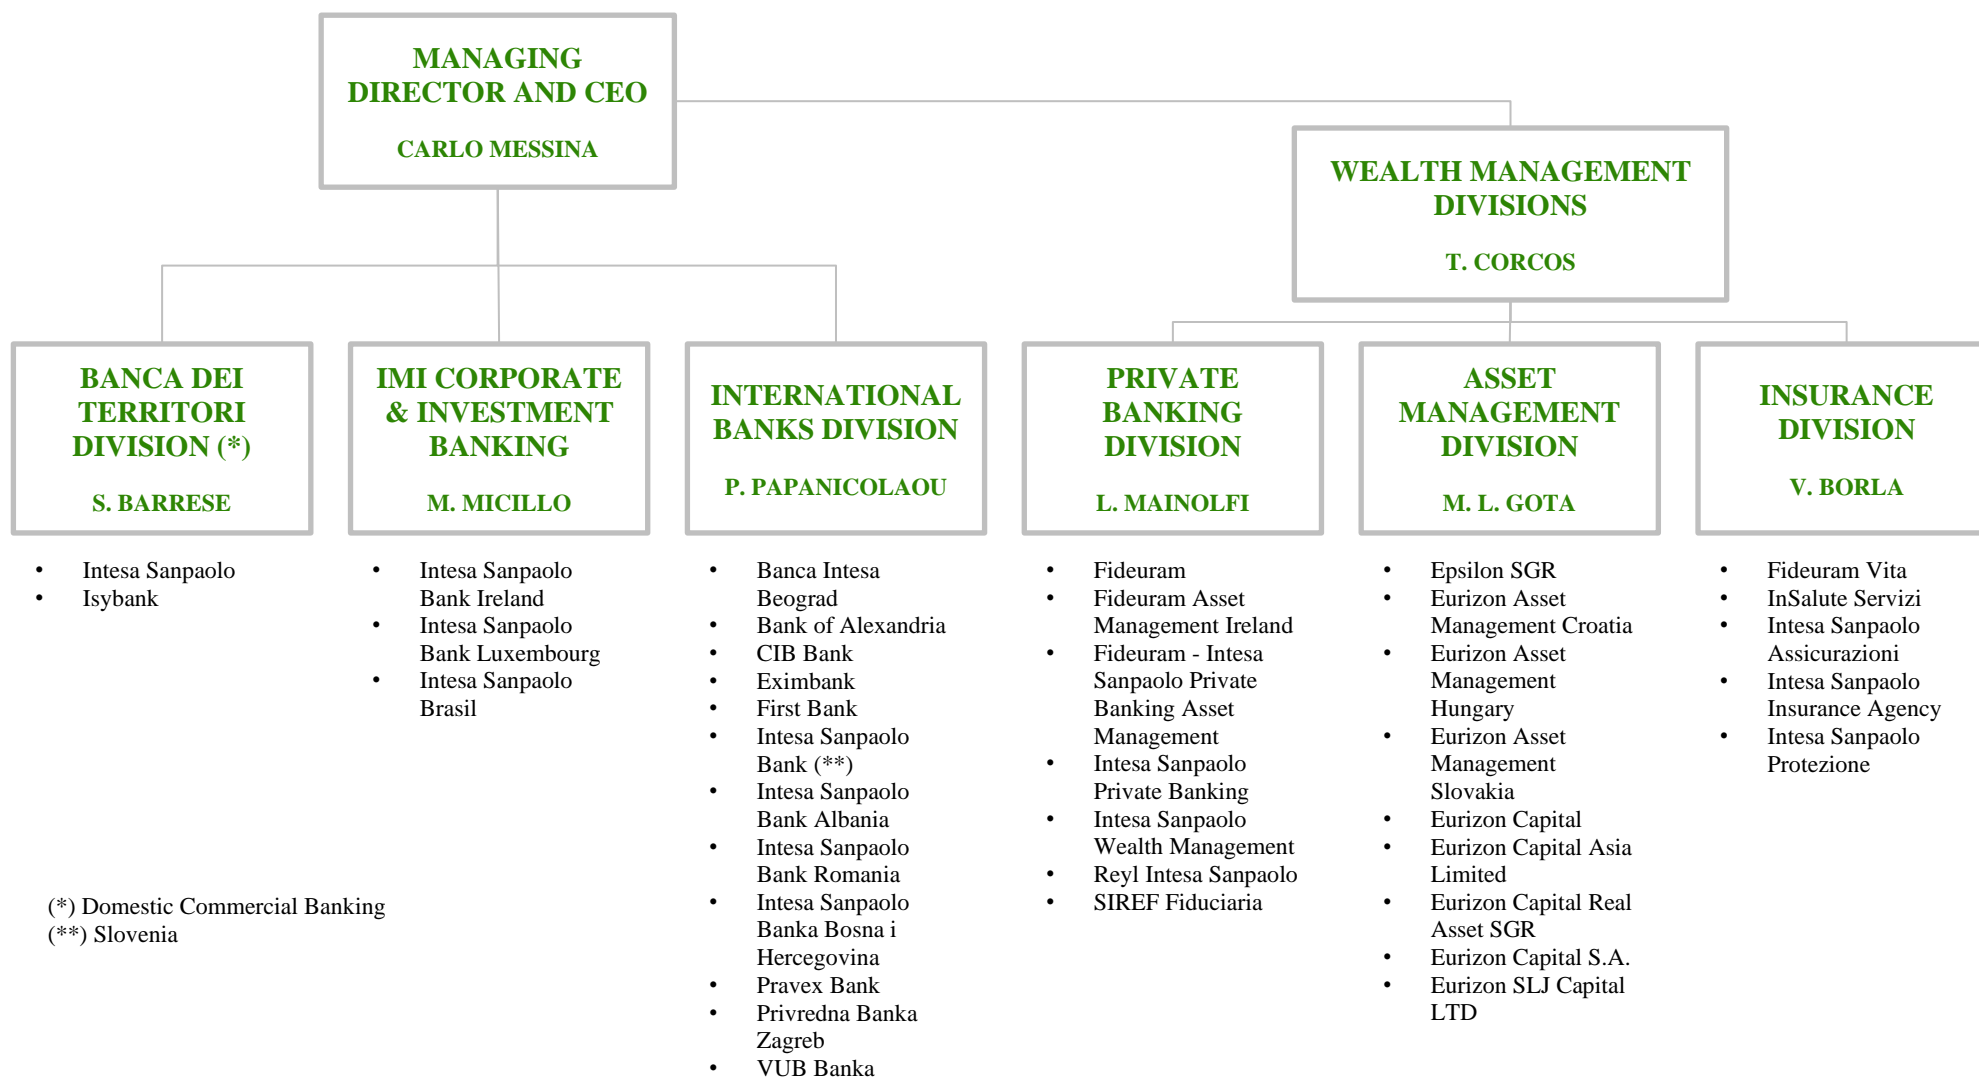 MANAGING
DIRECTOR AND CEO
CARLO MESSINA
WEALTH MANAGEMENT
DIVISIONS
T. CORCOS
BANCA DEI
TERRITORI
DIVISION (*)
S. BARRESE
IMI CORPORATE
& INVESTMENT
BANKING
M. MICILLO
INTERNATIONAL
BANKS DIVISION
P. PAPANICOLAOU
PRIVATE
BANKING
DIVISION
L. MAINOLFI
ASSET
MANAGEMENT
DIVISION
M. L. GOTA
INSURANCE
DIVISION
V. BORLA
• Intesa Sanpaolo
• Isybank
• Intesa Sanpaolo
Bank Ireland
• Intesa Sanpaolo
Bank Luxembourg
• Intesa Sanpaolo
Brasil
• Banca Intesa
Beograd
• Bank of Alexandria
• CIB Bank
• Eximbank
• First Bank
• Intesa Sanpaolo
Bank (**)
• Intesa Sanpaolo
Bank Albania
• Intesa Sanpaolo
Bank Romania
• Intesa Sanpaolo
Banka Bosna i
Hercegovina
• Pravex Bank
• Privredna Banka
Zagreb
• VUB Banka
• Fideuram
• Fideuram Asset
Management Ireland
• Fideuram - Intesa
Sanpaolo Private
Banking Asset
Management
• Intesa Sanpaolo
Private Banking
• Intesa Sanpaolo
Wealth Management
• Reyl Intesa Sanpaolo
• SIREF Fiduciaria
• Epsilon SGR
• Eurizon Asset
Management Croatia
• Eurizon Asset
Management
Hungary
• Eurizon Asset
Management
Slovakia
• Eurizon Capital
• Eurizon Capital Asia
Limited
• Eurizon Capital Real
Asset SGR
• Eurizon Capital S.A.
• Eurizon SLJ Capital
LTD
• Fideuram Vita
• InSalute Servizi
• Intesa Sanpaolo
Assicurazioni
• Intesa Sanpaolo
Insurance Agency
• Intesa Sanpaolo
Protezione
(*) Domestic Commercial Banking
(**) Slovenia